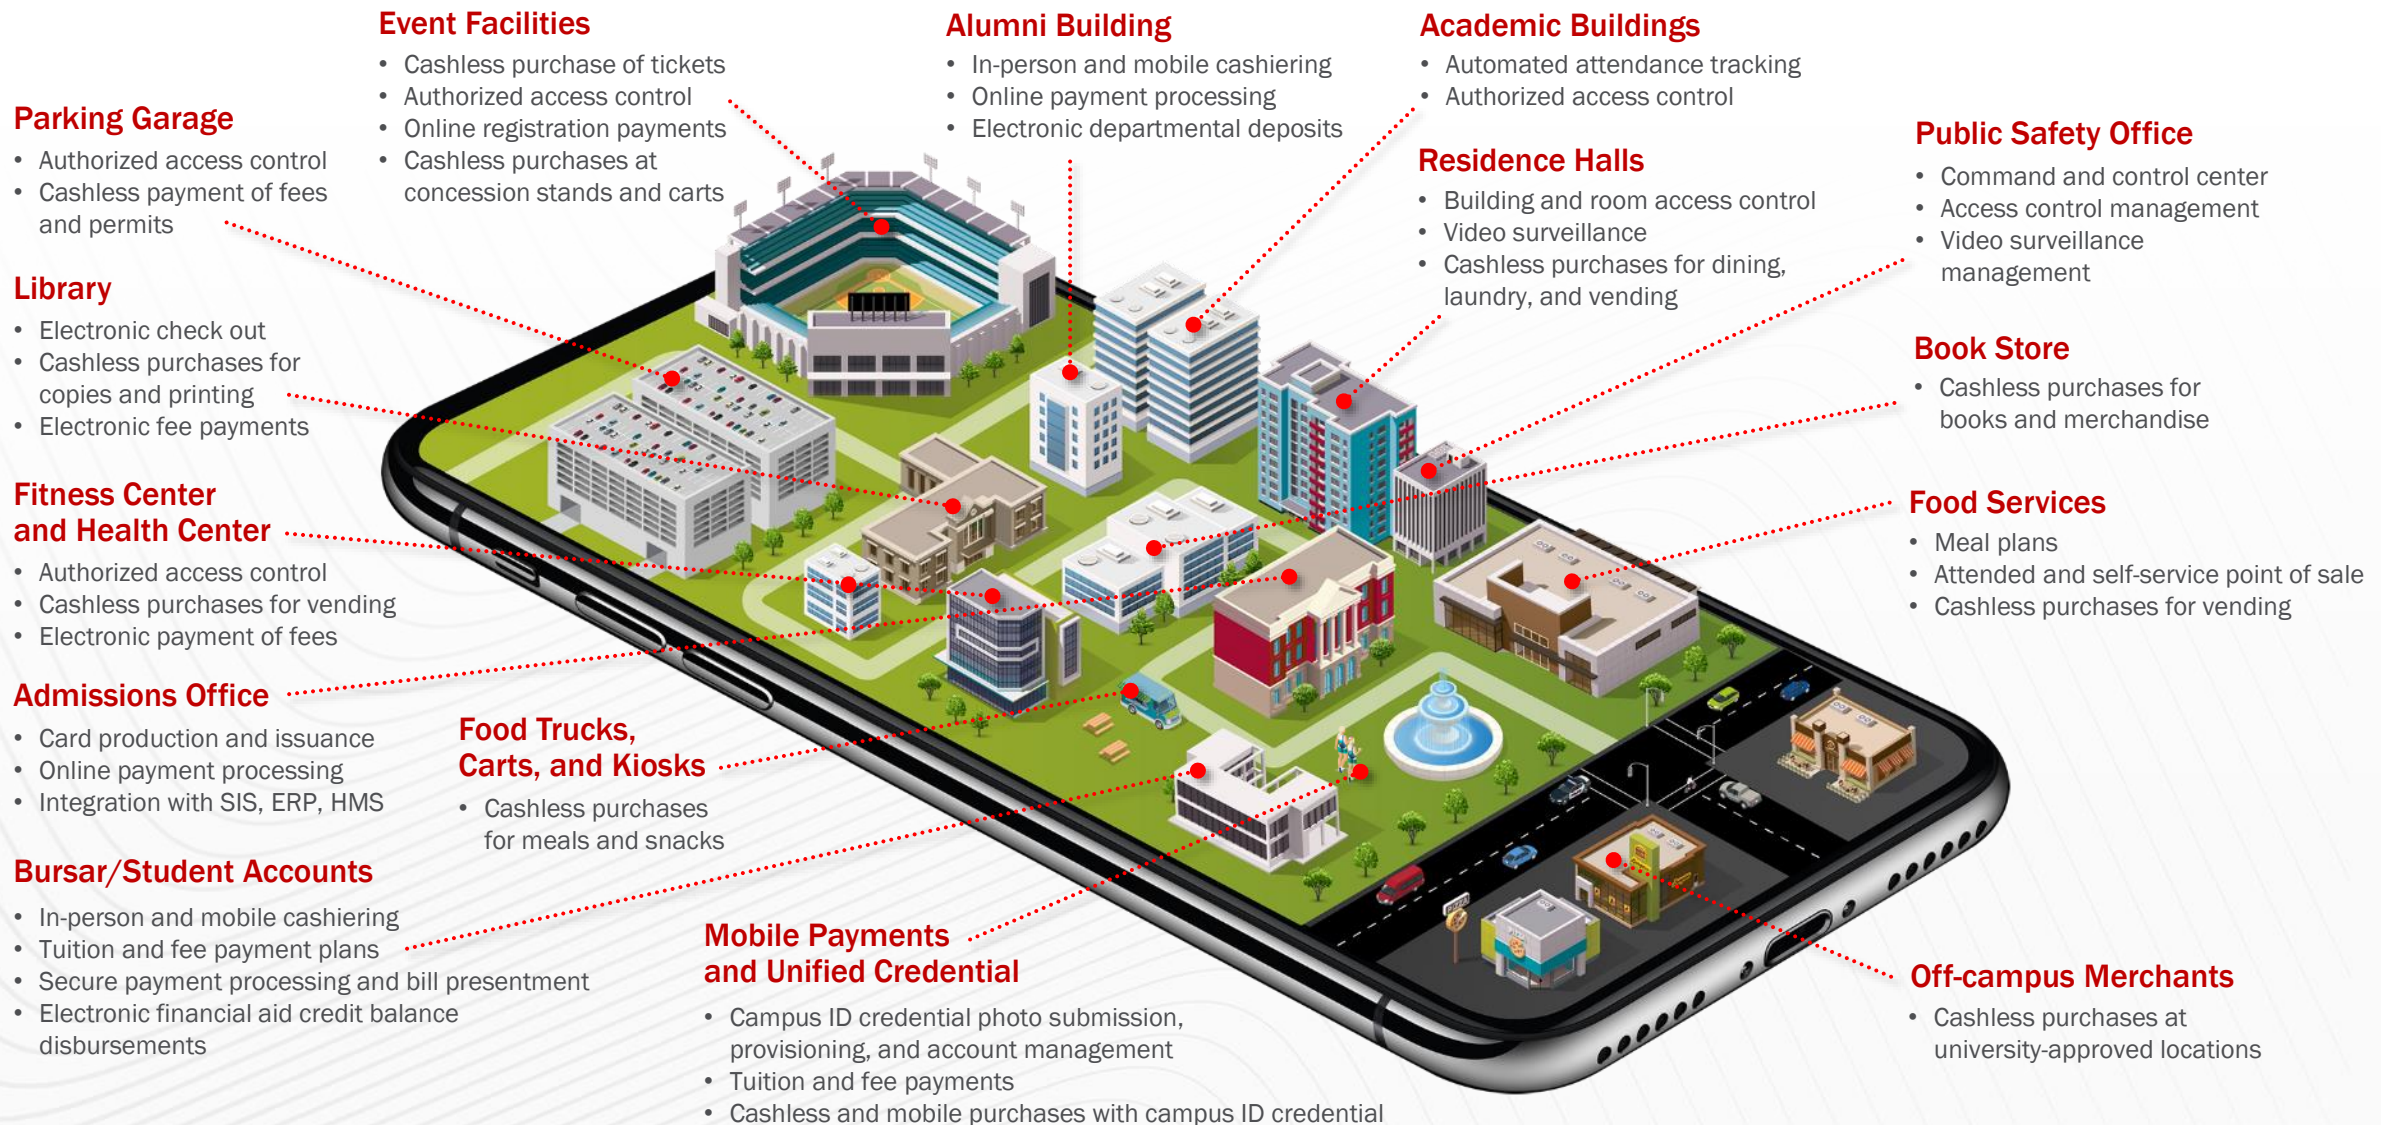 Event Facilities
• Cashless purchase of tickets
• Authorized access control
• Online registration payments
• Cashless purchases at
concession stands and carts
Alumni Building
• In-person and mobile cashiering
• Online payment processing
• Electronic departmental deposits
Academic Buildings
• Automated attendance tracking
• Authorized access control
Parking Garage
• Authorized access control
• Cashless payment of fees
and permits
Residence Halls
• Building and room access control
• Video surveillance
• Cashless purchases for dining,
laundry, and vending
Public Safety Office
• Command and control center
• Access control management
• Video surveillance
management
Library
• Electronic check out
• Cashless purchases for
copies and printing
• Electronic fee payments
Book Store
• Cashless purchases for
books and merchandise
Fitness Center
and Health Center
• Authorized access control
• Cashless purchases for vending
• Electronic payment of fees
Food Services
• Meal plans
• Attended and self-service point of sale
• Cashless purchases for vending
Admissions Office
• Card production and issuance
• Online payment processing
• Integration with SIS, ERP, HMS
Food Trucks,
Carts, and Kiosks
• Cashless purchases
for meals and snacks
Bursar/Student Accounts
• In-person and mobile cashiering
• Tuition and fee payment plans
• Secure payment processing and bill presentment
• Electronic financial aid credit balance
disbursements
Mobile Payments
and Unified Credential
• Campus ID credential photo submission,
provisioning, and account management
• Tuition and fee payments
• Cashless and mobile purchases with campus ID credential
PIZZA
Off-campus Merchants
• Cashless purchases at
university-approved locations